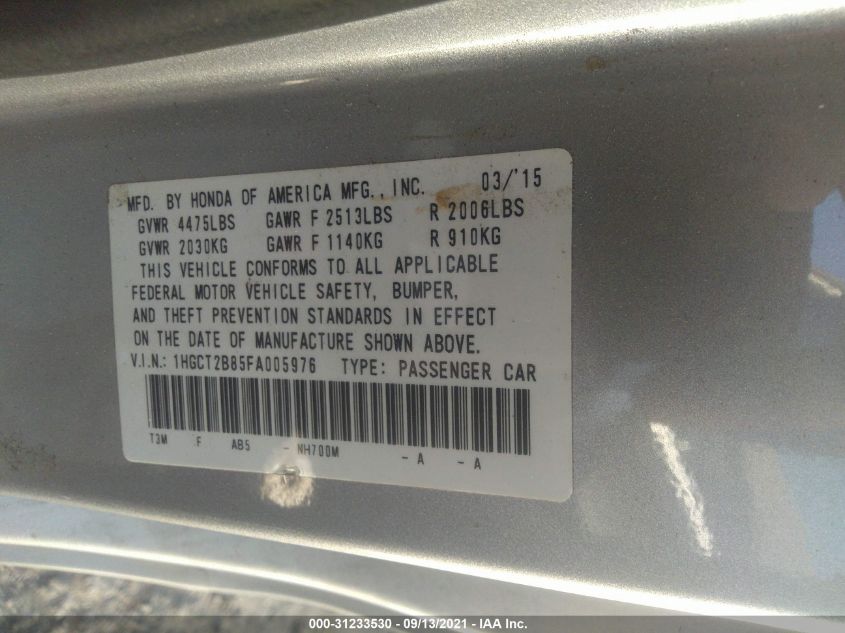 MFD. BY HONDA OF AMERICA MFG., INC. 03/'15
GVWR 4475LBS GAWR F 2513LBS R 2006LBS
GVWR 2030KG GAWR F 1140KG R 910KG
THIS VEHICLE CONFORMS TO ALL APPLICABLE
FEDERAL MOTOR VEHICLE SAFETY, BUMPER,
AND THEFT PREVENTION STANDARDS IN EFFECT
ON THE DATE OF MANUFACTURE SHOWN ABOVE.
V.I.N.: 1HGCT2B85FA005976 TYPE: PASSENGER CAR
T3M F AB5 - NH700M - A - A
000-31233530 - 09/13/2021 - IAA Inc.